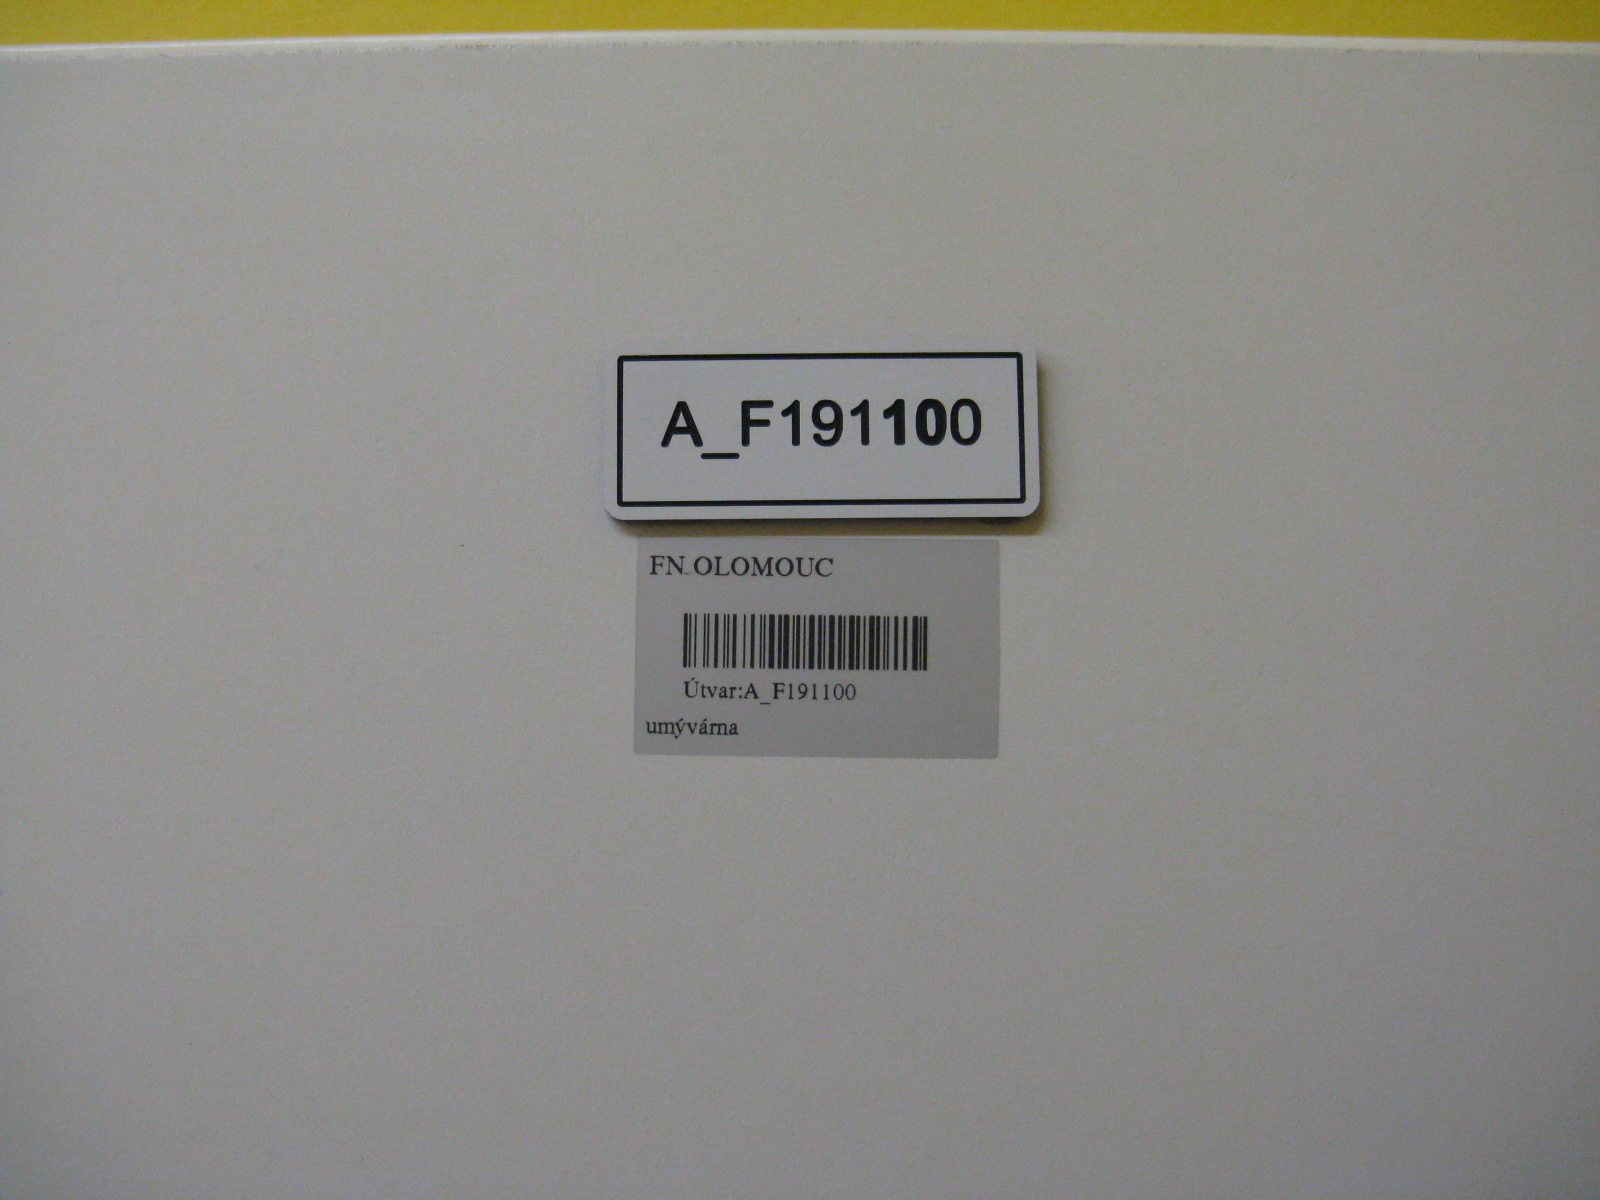 A_F191100
FN OLOMOUC
Útvar:A_F191100
umývárna